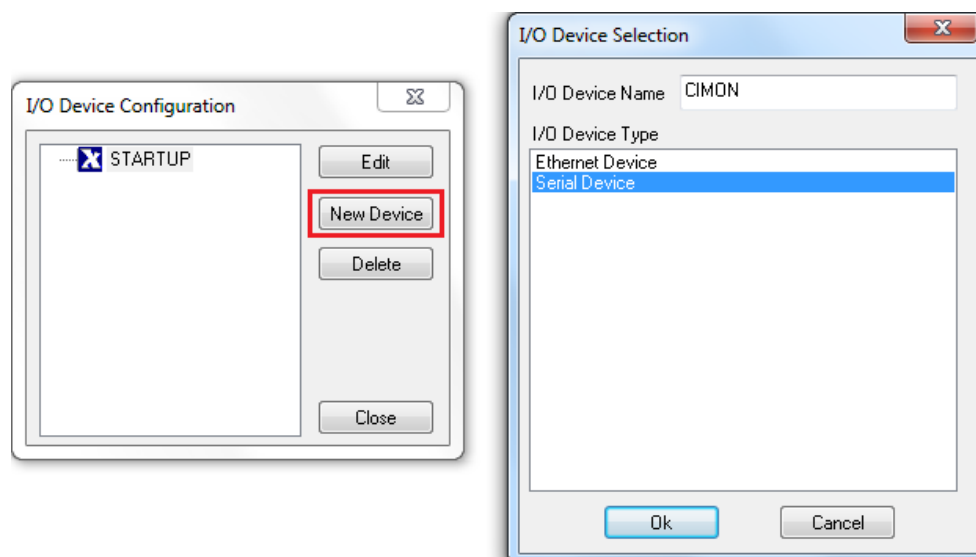 I/O Device Configuration
STARTUP
Edit
New Device
Delete
Close
I/O Device Selection
I/O Device Name CIMON
I/O Device Type
Ethernet Device
Serial Device
Ok Cancel